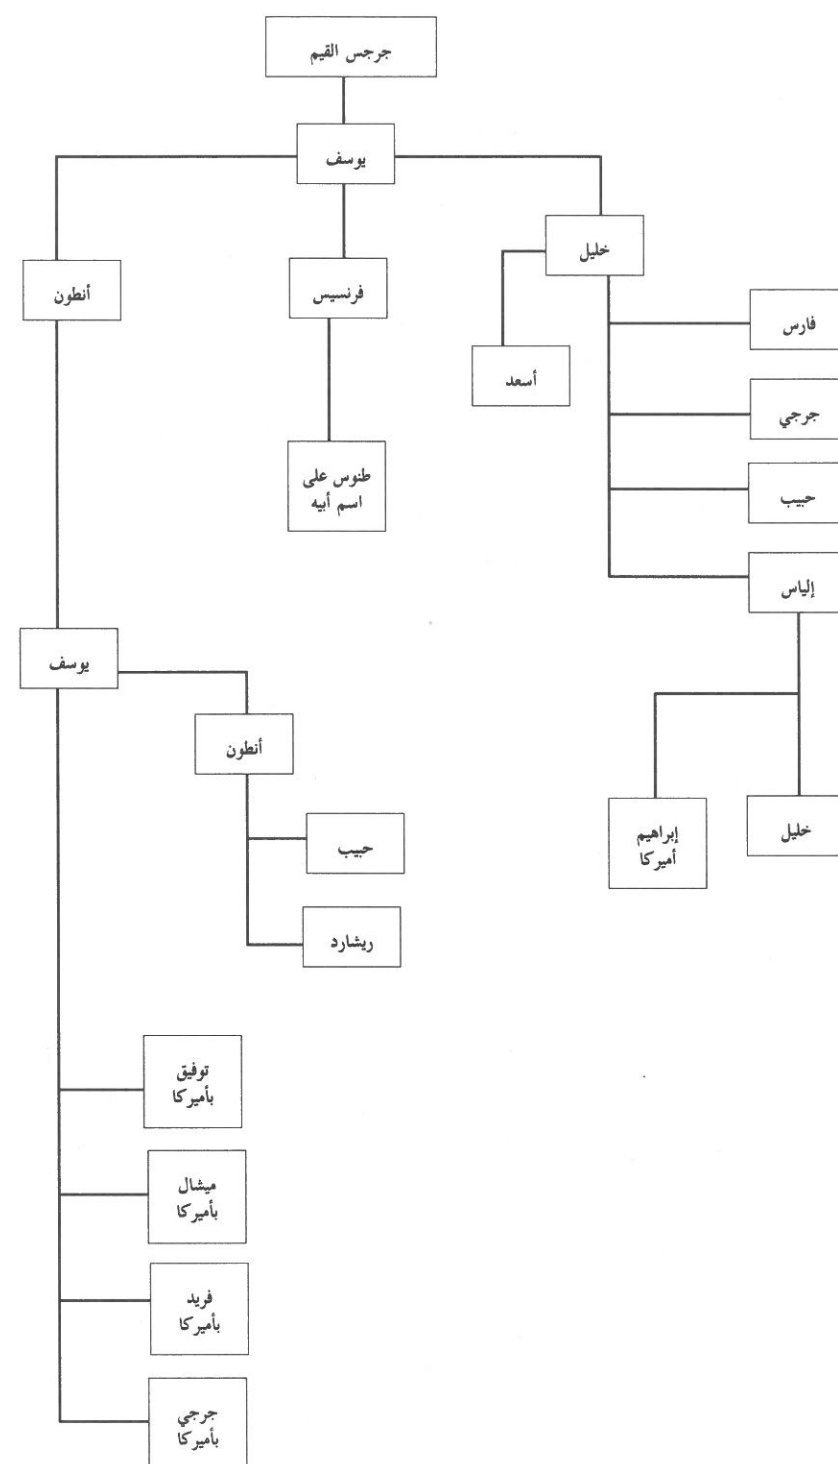 جرجس القيم
يوسف
خليل
فرنسيس
أنطون
فارس
أسعد
جرجي
طنوس على
اسم أبيه
حبيب
إلياس
يوسف
أنطون
خليل
إبراهيم
أميركا
حبيب
ريشارد
توفيق
بأميركا
ميشال
بأميركا
فريد
بأميركا
جرجي
بأميركا